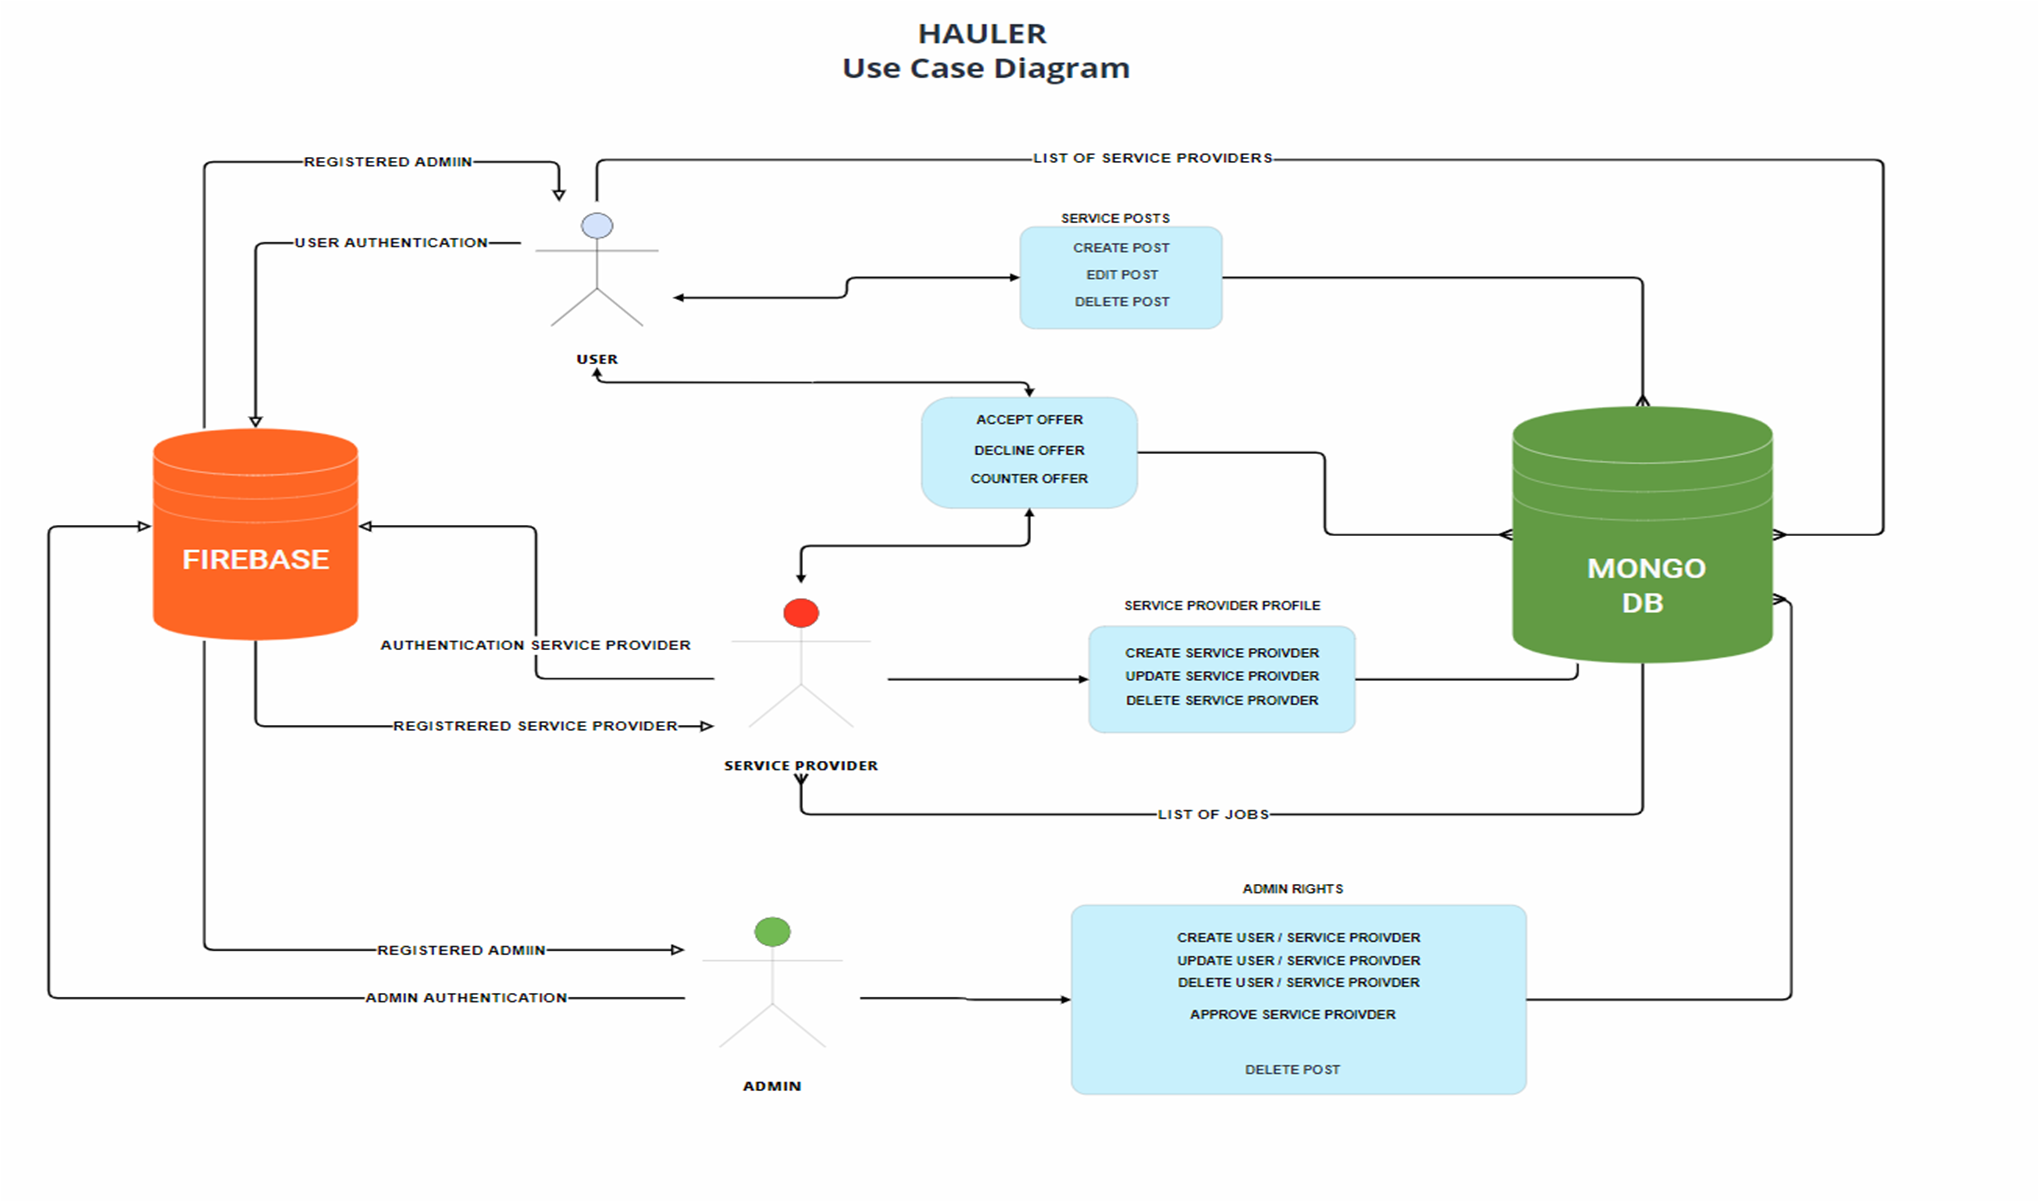 HAULER
Use Case Diagram
REGISTERED ADMIIN
LIST OF SERVICE PROVIDERS
SERVICE POSTS
USER AUTHENTICATION
CREATE POST
EDIT POST
DELETE POST
USER
ACCEPT OFFER
DECLINE OFFER
COUNTER OFFER
FIREBASE
MONGO
DB
SERVICE PROVIDER PROFILE
AUTHENTICATION SERVICE PROVIDER
CREATE SERVICE PROIVDER
UPDATE SERVICE PROIVDER
DELETE SERVICE PROIVDER
REGISTRERED SERVICE PROVIDER
SERVICE PROVIDER
LIST OF JOBS
ADMIN RIGHTS
REGISTERED ADMIIN
CREATE USER / SERVICE PROIVDER
UPDATE USER / SERVICE PROIVDER
DELETE USER / SERVICE PROIVDER
ADMIN AUTHENTICATION
APPROVE SERVICE PROIVDER
DELETE POST
ADMIN